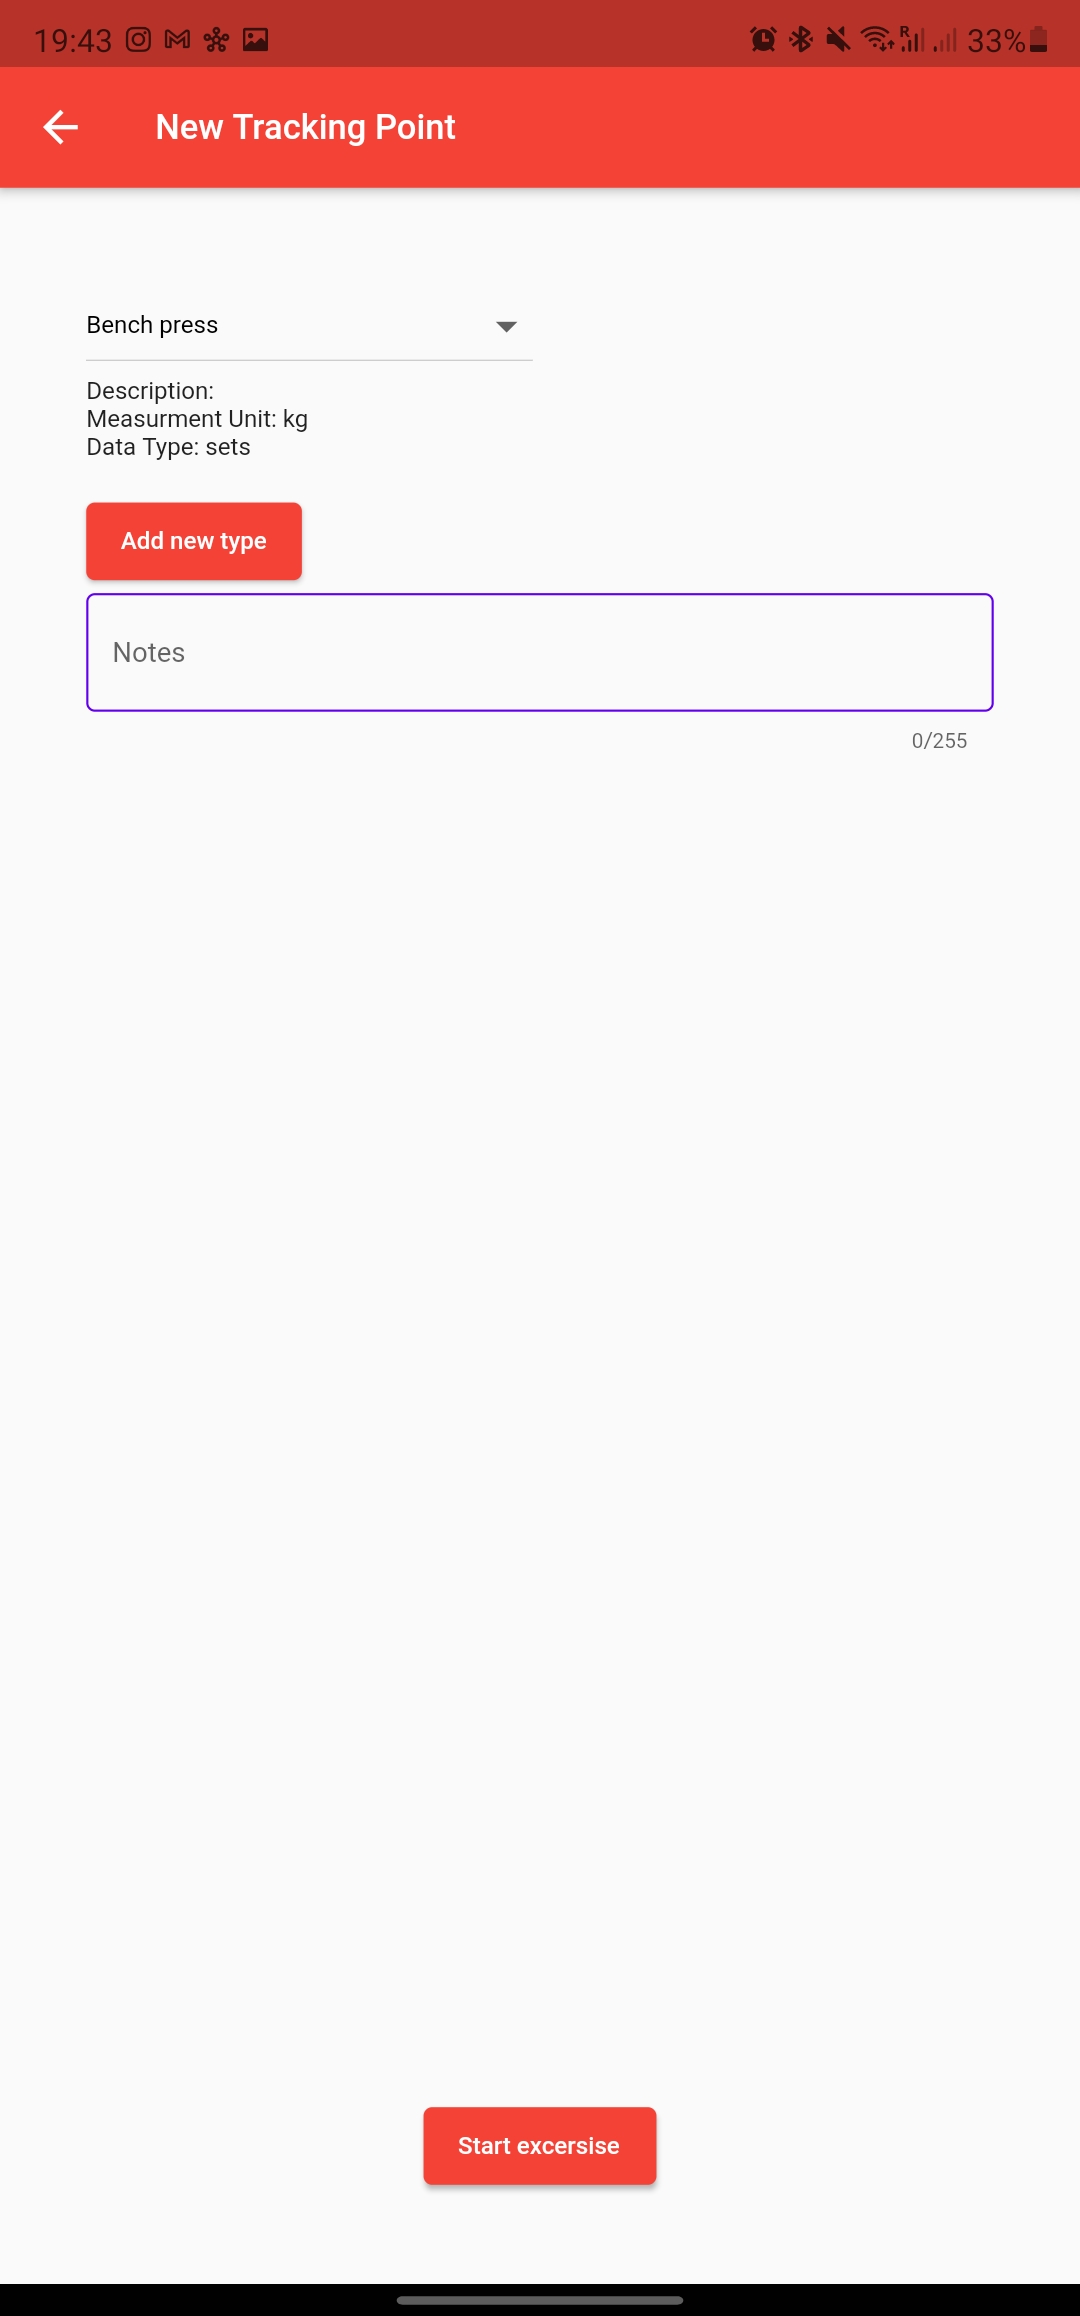 19:43
R
33%
New Tracking Point
Bench press
Description:
Measurment Unit: kg
Data Type: sets
Add new type
Notes
0/255
Start excersise